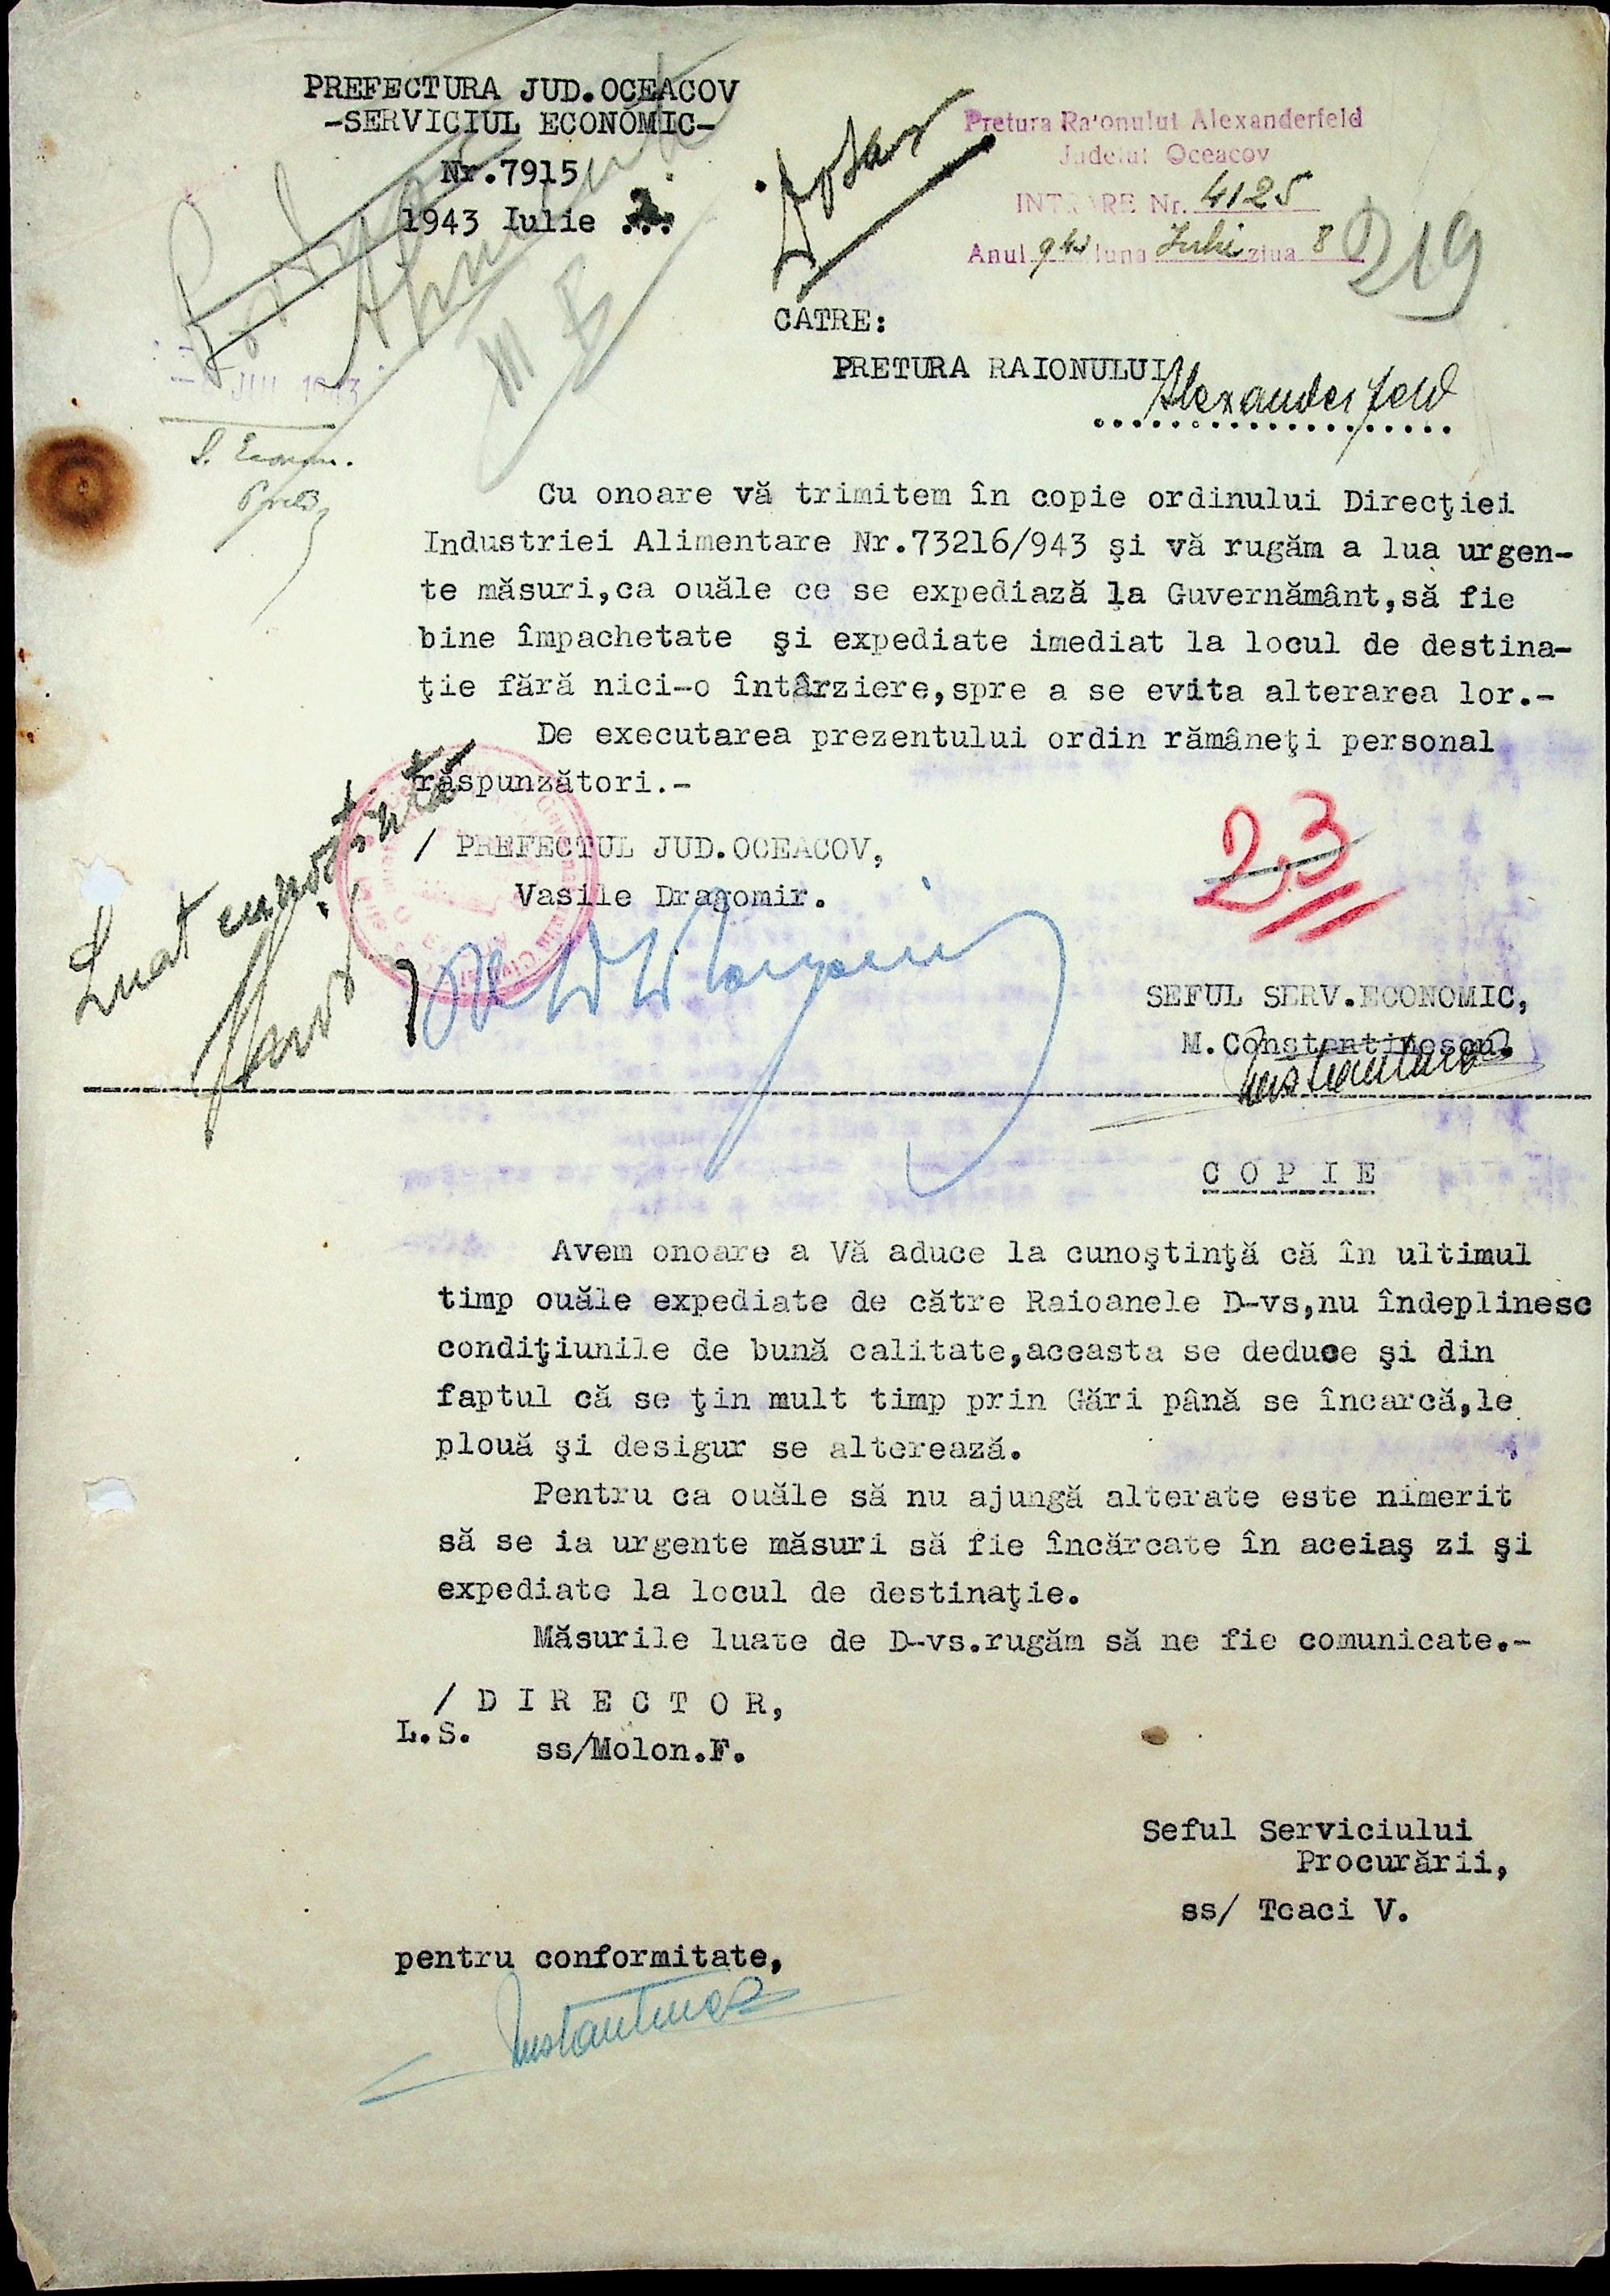 PREFECTURA JUD.OCEACOV
-SERVICIUL ECONOMIC-
Nr.7915
1943 Iulie 2
Pretura Raionului Alexanderfeld
Judetul Oceacov
INTRARE Nr. 4125
Anul 943 luna Iulie ziua 8
219
CATRE:
PRETURA RAIONULUI
Alexanderfeld
JUL 1943
Cu onoare vă trimitem în copie ordinului Direcţiei
Industriei Alimentare Nr.73216/943 şi vă rugăm a lua urgen-
te măsuri,ca ouăle ce se expediază la Guvernământ,să fie
bine împachetate şi expediate imediat la locul de destina-
ţie fără nici-o întârziere,spre a se evita alterarea lor.-
De executarea prezentului ordin rămâneţi personal
răspunzători.-
/ PREFECTUL JUD.OCEACOV,
Vasile Dragomir.
23
Luat cunoştinţă
SEFUL SERV.ECONOMIC,
M.Constantinescu.
C O P I E
Avem onoare a Vă aduce la cunoştinţă că în ultimul
timp ouăle expediate de către Raioanele D-vs,nu îndeplinesc
condiţiunile de bună calitate,aceasta se deduce şi din
faptul că se ţin mult timp prin Gări până se încarcă,le
plouă şi desigur se alterează.
Pentru ca ouăle să nu ajungă alterate este nimerit
să se ia urgente măsuri să fie încărcate în aceiaş zi şi
expediate la locul de destinaţie.
Măsurile luate de D-vs.rugăm să ne fie comunicate.-
/ D I R E C T O R,
L.S.
ss/Molon.F.
Seful Serviciului
Procurării,
ss/ Tcaci V.
pentru conformitate,